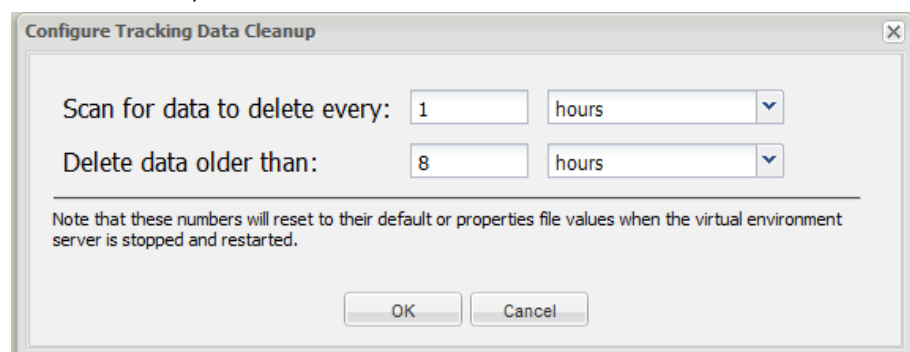 Configure Tracking Data Cleanup
Scan for data to delete every: 1 hours
Delete data older than: 8 hours
Note that these numbers will reset to their default or properties file values when the virtual environment
server is stopped and restarted.
OK Cancel